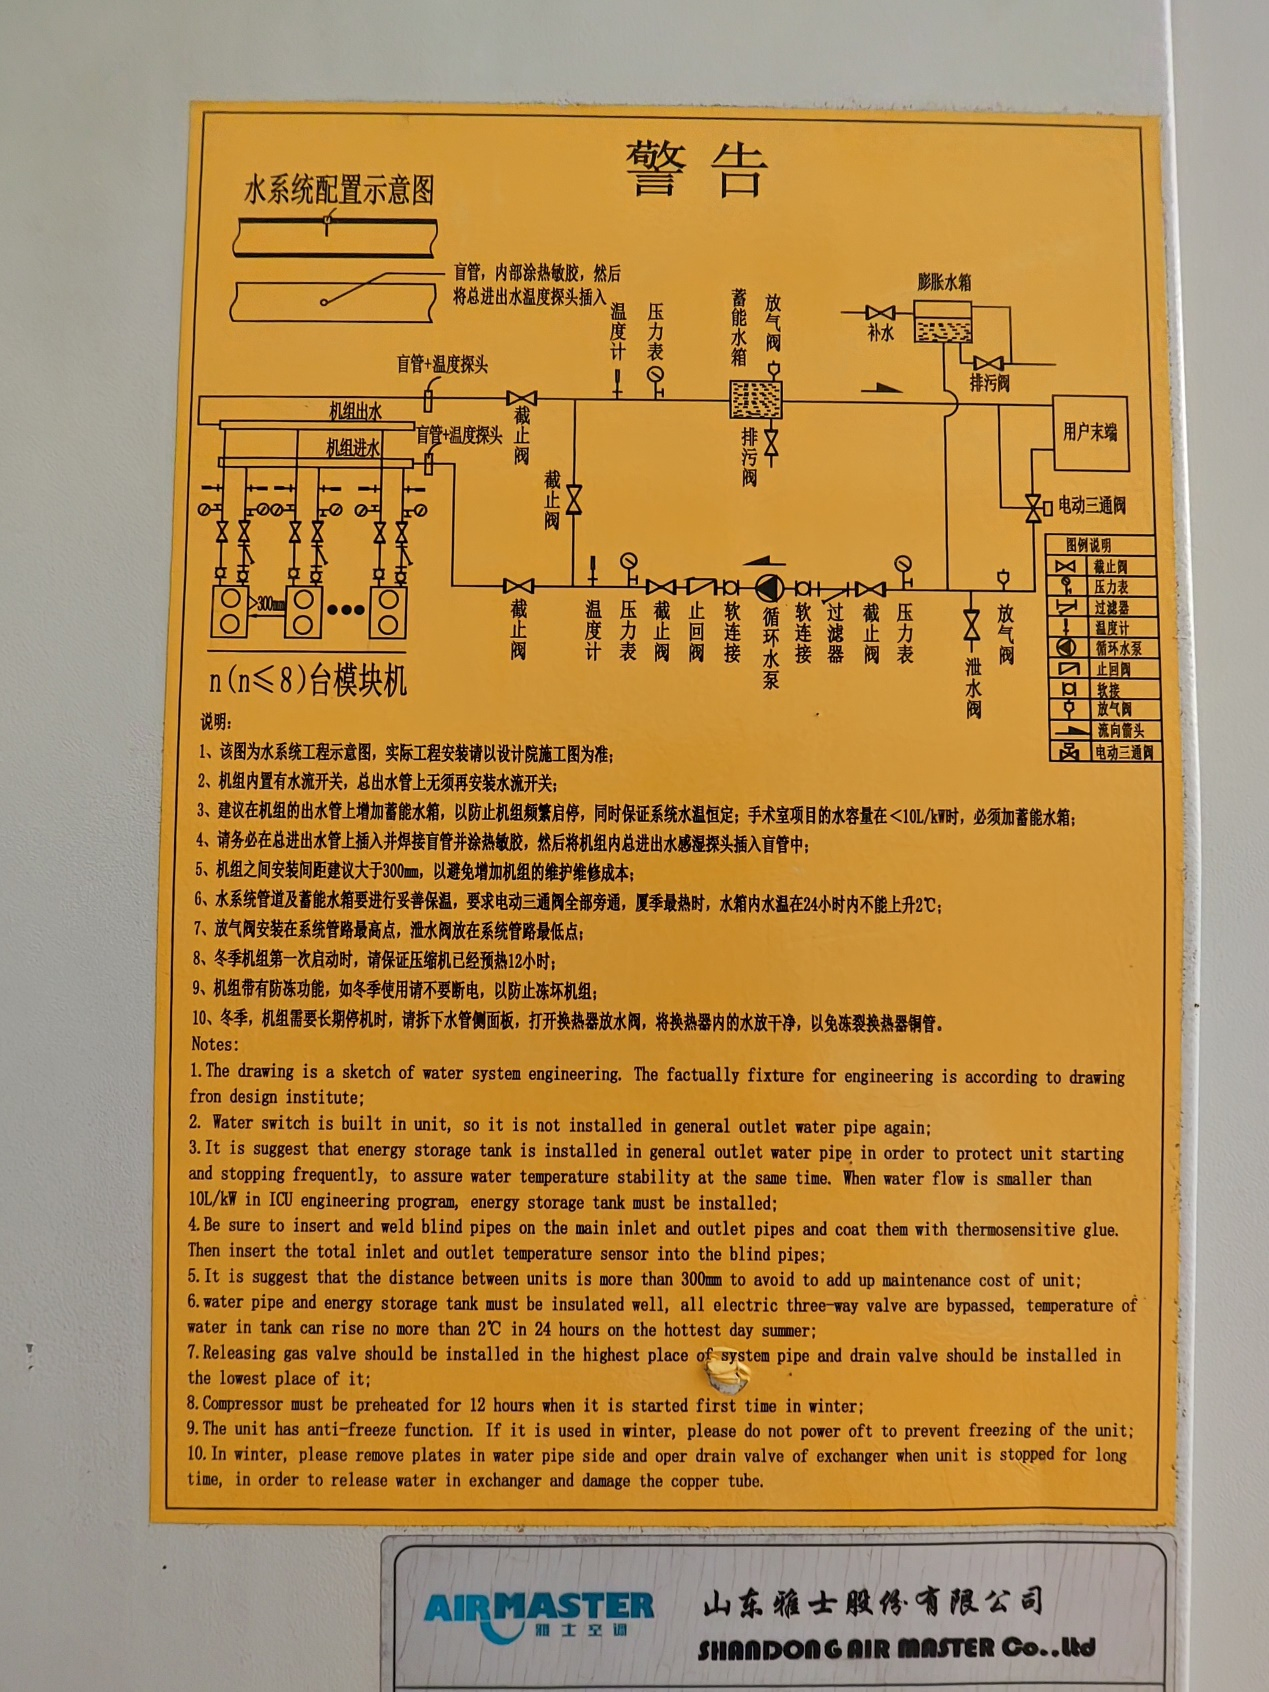 警告
水系统配置示意图
盲管，内部涂热敏胶，然后
将总进出水温度探头插入
温度计
压力表
蓄能水箱
放气阀
膨胀水箱
补水
排污阀
盲管+温度探头
机组出水
截止阀
盲管+温度探头
机组进水
截止阀
排污阀
用户末端
电动三通阀
300mm
截止阀
温度计
压力表
截止阀
止回阀
软连接
循环水泵
软连接
过滤器
截止阀
压力表
泄水阀
放气阀
n(n≤8)台模块机
图例说明
截止阀
压力表
过滤器
温度计
循环水泵
止回阀
软接
放气阀
流向箭头
电动三通阀
说明：
1、该图为水系统工程示意图，实际工程安装请以设计院施工图为准；
2、机组内置有水流开关，总出水管上无须再安装水流开关；
3、建议在机组的出水管上增加蓄能水箱，以防止机组频繁启停，同时保证系统水温恒定；手术室项目的水容量在<10L/kW时，必须加蓄能水箱；
4、请务必在总进出水管上插入并焊接盲管并涂热敏胶，然后将机组内总进出水感湿探头插入盲管中；
5、机组之间安装间距建议大于300mm，以避免增加机组的维护维修成本；
6、水系统管道及蓄能水箱要进行妥善保温，要求电动三通阀全部旁通，厦季最热时，水箱内水温在24小时内不能上升2℃；
7、放气阀安装在系统管路最高点，泄水阀放在系统管路最低点；
8、冬季机组第一次启动时，请保证压缩机已经预热12小时；
9、机组带有防冻功能，如冬季使用请不要断电，以防止冻坏机组；
10、冬季，机组需要长期停机时，请拆下水管侧面板，打开换热器放水阀，将换热器内的水放干净，以免冻裂换热器铜管。
Notes:
1.The drawing is a sketch of water system engineering. The factually fixture for engineering is according to drawing
fron design institute;
2. Water switch is built in unit, so it is not installed in general outlet water pipe again;
3.It is suggest that energy storage tank is installed in general outlet water pipe in order to protect unit starting
and stopping frequently, to assure water temperature stability at the same time. When water flow is smaller than
10L/kW in ICU engineering program, energy storage tank must be installed;
4.Be sure to insert and weld blind pipes on the main inlet and outlet pipes and coat them with thermosensitive glue.
Then insert the total inlet and outlet temperature sensor into the blind pipes;
5.It is suggest that the distance between units is more than 300mm to avoid to add up maintenance cost of unit;
6.water pipe and energy storage tank must be insulated well, all electric three-way valve are bypassed, temperature of
water in tank can rise no more than 2℃ in 24 hours on the hottest day summer;
7.Releasing gas valve should be installed in the highest place of system pipe and drain valve should be installed in
the lowest place of it;
8.Compressor must be preheated for 12 hours when it is started first time in winter;
9.The unit has anti-freeze function. If it is used in winter, please do not power oft to prevent freezing of the unit;
10.In winter, please remove plates in water pipe side and oper drain valve of exchanger when unit is stopped for long
time, in order to release water in exchanger and damage the copper tube.
AIRMASTER
雅士空调
山东雅士股份有限公司
SHANDONG AIR MASTER Co.,Ltd